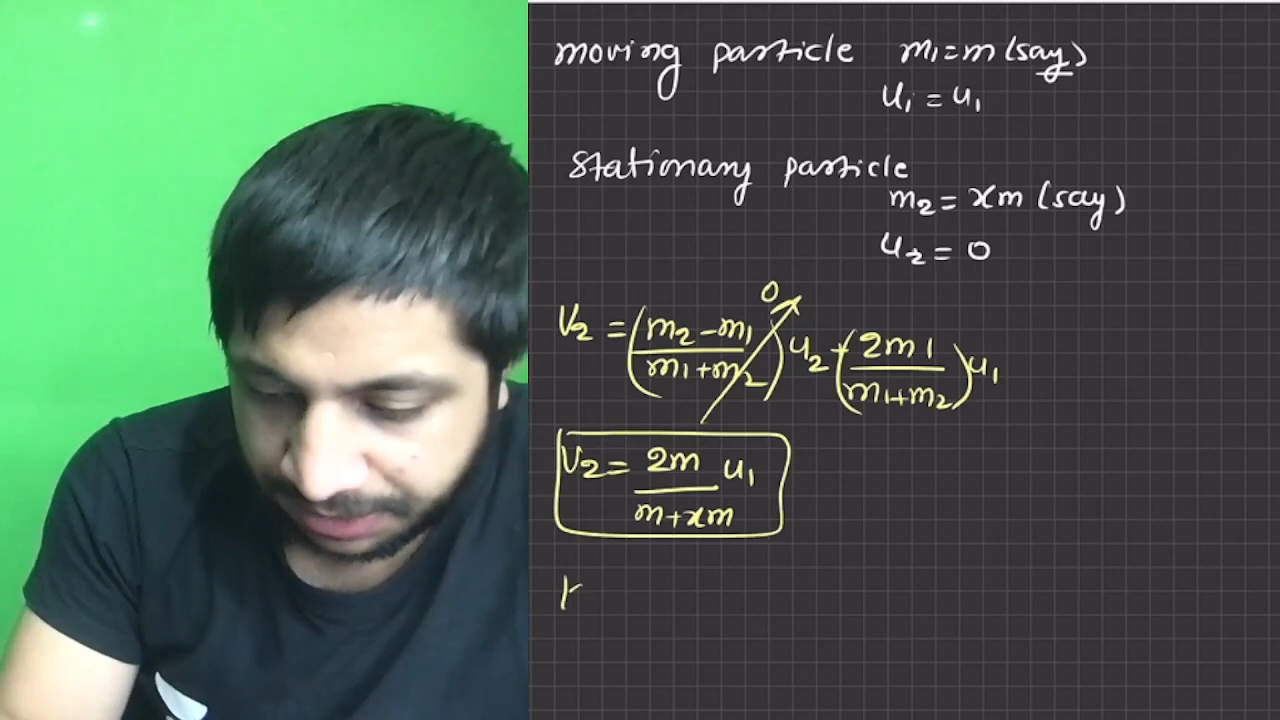 moving particle m1=m (say)
u1 = u1
Stationary particle
m2 = xm (say)
u2 = 0
0
V2 = (m2-m1/m1+m2) u2 + (2m1/m1+m2) u1
V2 = 2m/m+xm u1